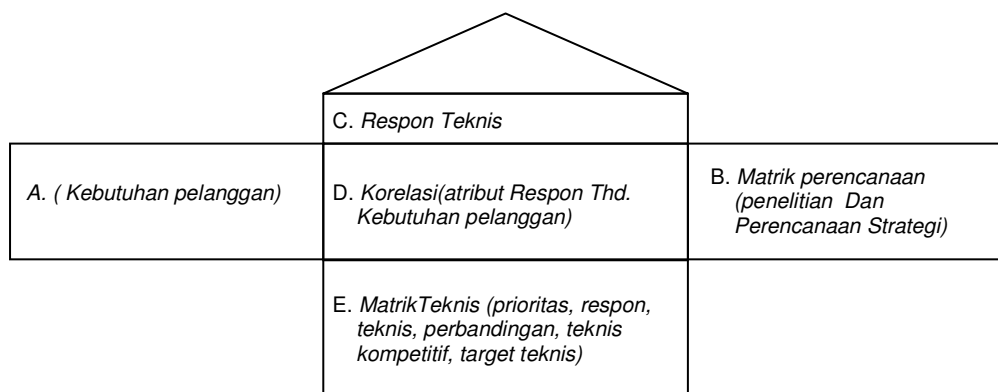 C. Respon Teknis
A. ( Kebutuhan pelanggan)
D. Korelasi(atribut Respon Thd.
Kebutuhan pelanggan)
B. Matrik perencanaan
(penelitian Dan
Perencanaan Strategi)
E. MatrikTeknis (prioritas, respon,
teknis, perbandingan, teknis
kompetitif, target teknis)